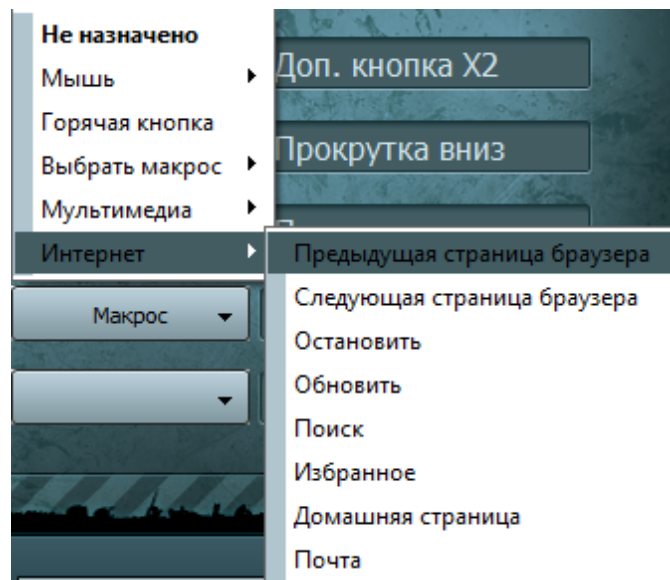 Не назначено
Мышь
Горячая кнопка
Выбрать макрос
Мультимедиа
Интернет
Доп. кнопка X2
Прокрутка вниз
Предыдущая страница браузера
Следующая страница браузера
Остановить
Обновить
Поиск
Избранное
Домашняя страница
Почта
Макрос